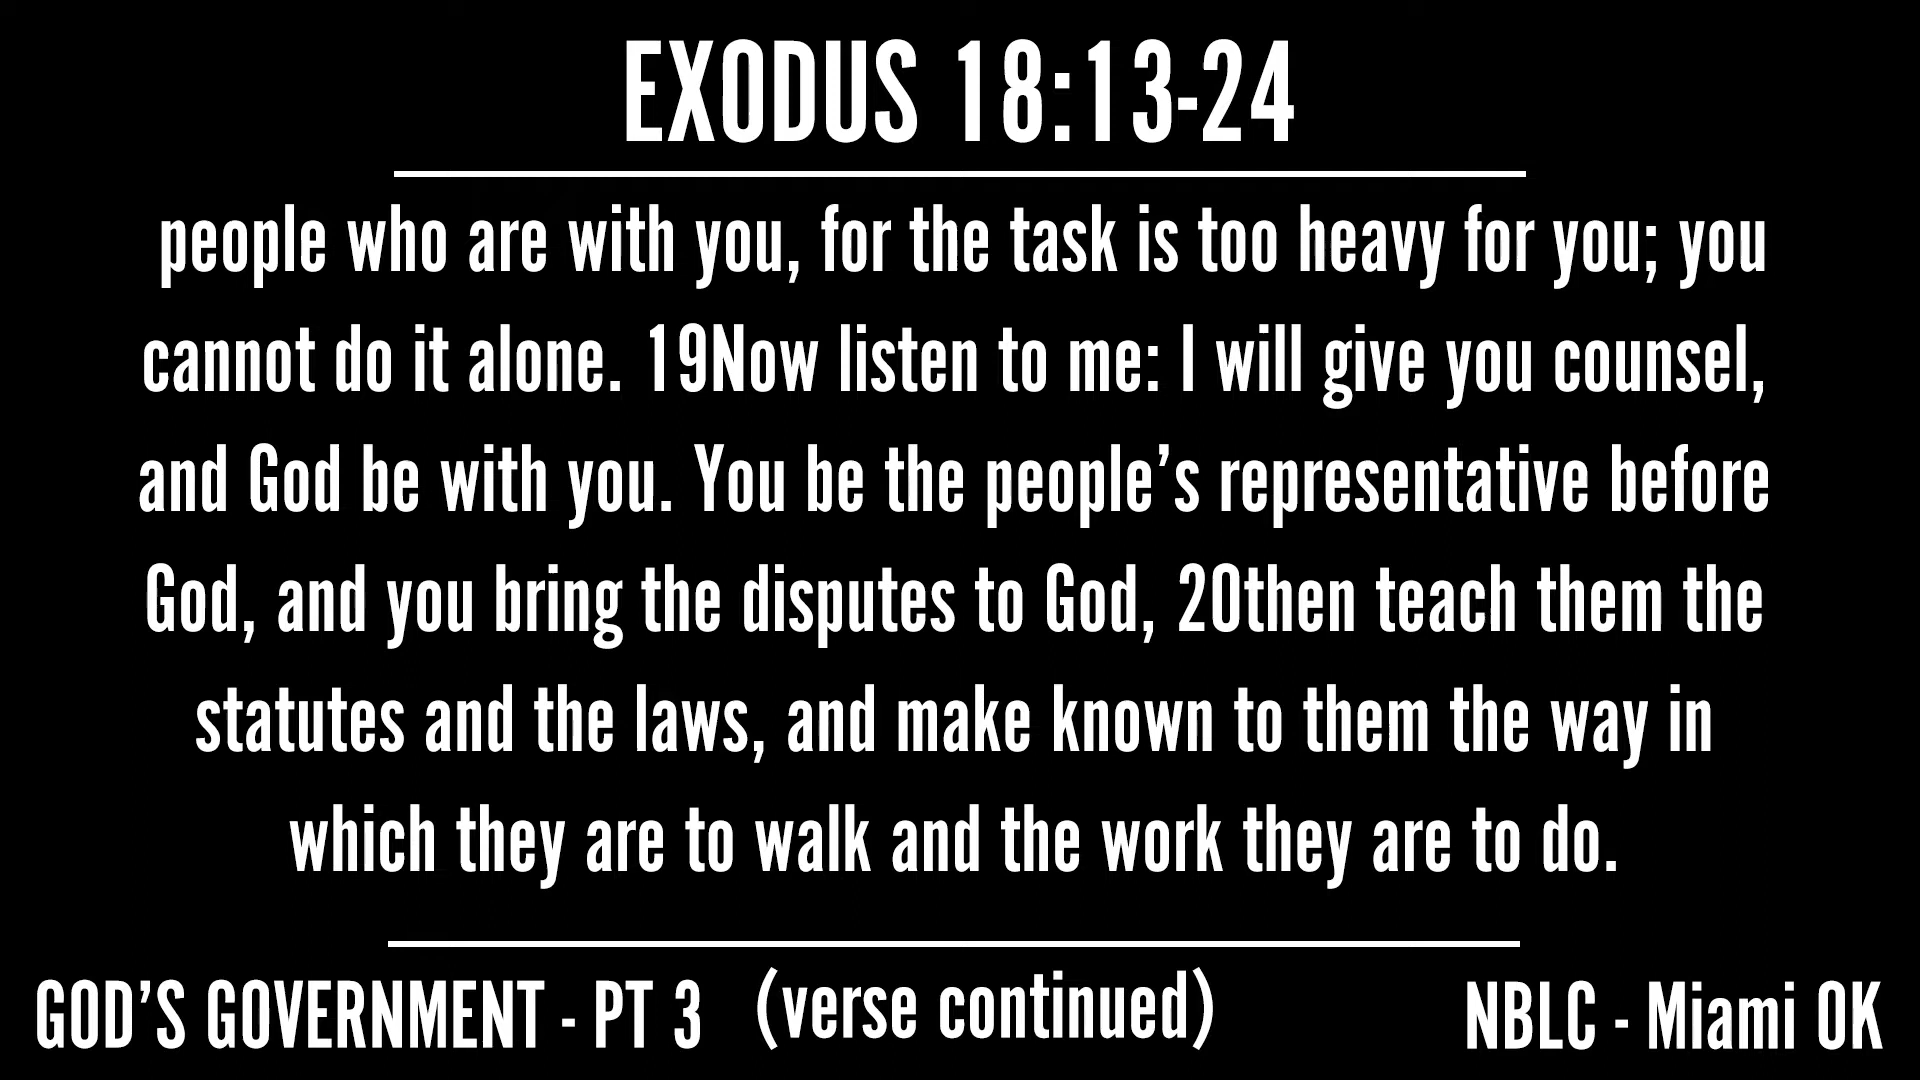 EXODUS 18:13-24
people who are with you, for the task is too heavy for you; you
cannot do it alone. 19Now listen to me: I will give you counsel,
and God be with you. You be the people’s representative before
God, and you bring the disputes to God, 20then teach them the
statutes and the laws, and make known to them the way in
which they are to walk and the work they are to do.
GOD’S GOVERNMENT - PT 3
(verse continued)
NBLC - Miami OK